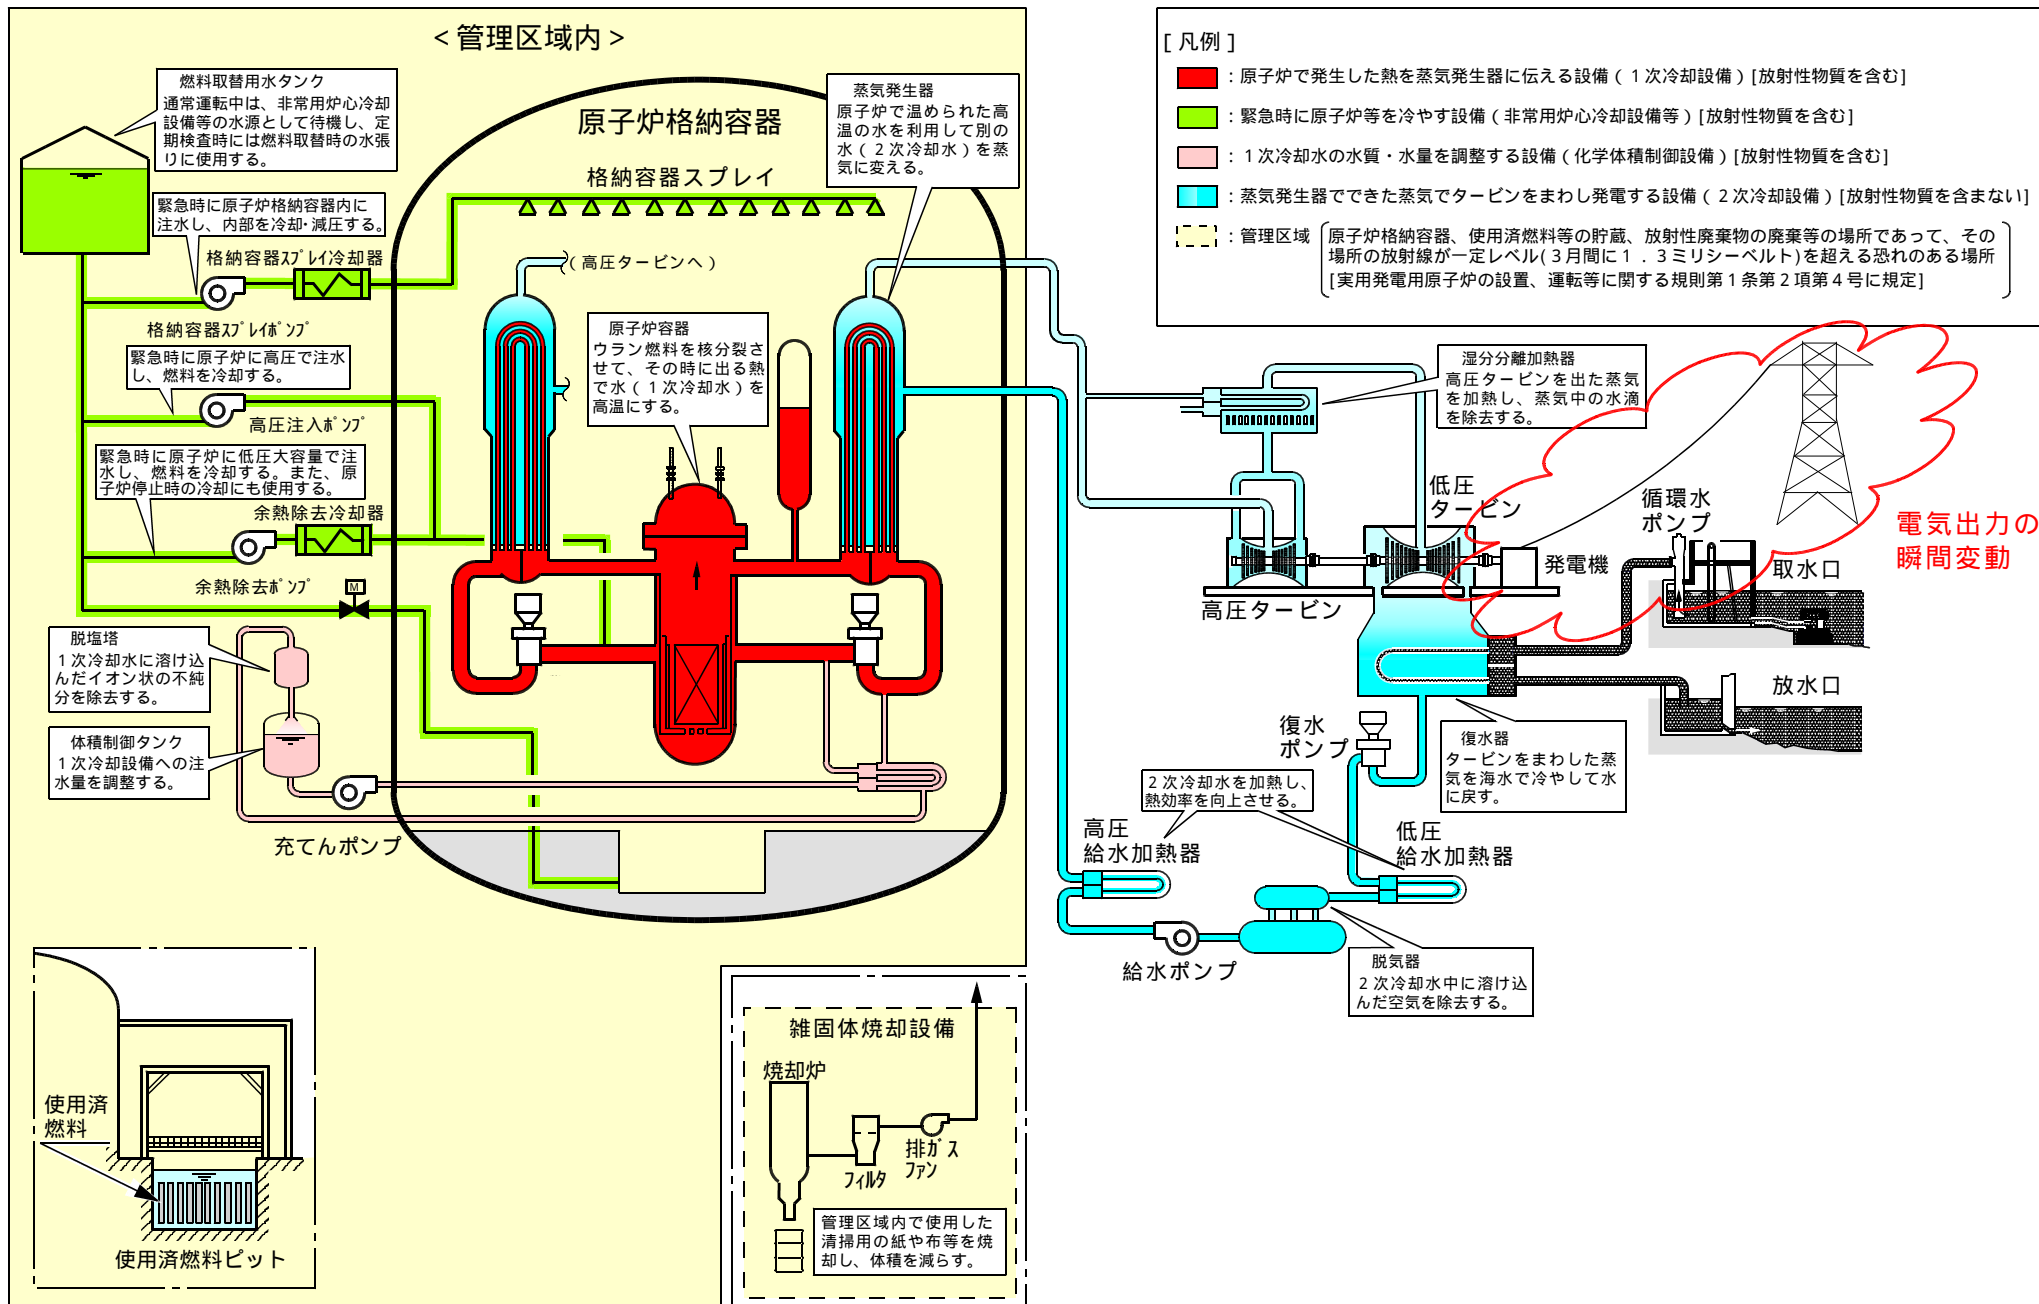 ＜管理区域内＞
燃料取替用水タンク
通常運転中は、非常用炉心冷却
設備等の水源として待機し、定
期検査時には燃料取替時の水張
りに使用する。
緊急時に原子炉格納容器内に
注水し、内部を冷却・減圧する。
格納容器ｽﾌﾟﾚｲ冷却器
格納容器ｽﾌﾟﾚｲﾎﾟﾝﾌﾟ
緊急時に原子炉に高圧で注水
し、燃料を冷却する。
高圧注入ﾎﾟﾝﾌﾟ
緊急時に原子炉に低圧大容量で注
水し、燃料を冷却する。また、原
子炉停止時の冷却にも使用する。
余熱除去冷却器
余熱除去ﾎﾟﾝﾌﾟ
M
脱塩塔
１次冷却水に溶け込
んだイオン状の不純
分を除去する。
体積制御タンク
１次冷却設備への注
水量を調整する。
充てんポンプ
原子炉格納容器
格納容器スプレイ
蒸気発生器
原子炉で温められた高
温の水を利用して別の
水（２次冷却水）を蒸
気に変える。
（高圧タービンへ）
原子炉容器
ウラン燃料を核分裂さ
せて、その時に出る熱
で水（１次冷却水）を
高温にする。
[凡例]
：原子炉で発生した熱を蒸気発生器に伝える設備（１次冷却設備）[放射性物質を含む]
：緊急時に原子炉等を冷やす設備（非常用炉心冷却設備等）[放射性物質を含む]
：１次冷却水の水質・水量を調整する設備（化学体積制御設備）[放射性物質を含む]
：蒸気発生器でできた蒸気でタービンをまわし発電する設備（２次冷却設備）[放射性物質を含まない]
：管理区域
原子炉格納容器、使用済燃料等の貯蔵、放射性廃棄物の廃棄等の場所であって、その
場所の放射線が一定レベル(３月間に１．３ミリシーベルト)を超える恐れのある場所
[実用発電用原子炉の設置、運転等に関する規則第１条第２項第４号に規定]
湿分分離加熱器
高圧タービンを出た蒸気
を加熱し、蒸気中の水滴
を除去する。
低圧
タービン
高圧タービン
発電機
循環水
ポンプ
取水口
電気出力の
瞬間変動
放水口
復水
ポンプ
復水器
タービンをまわした蒸
気を海水で冷やして水
に戻す。
２次冷却水を加熱し、
熱効率を向上させる。
高圧
給水加熱器
低圧
給水加熱器
給水ポンプ
脱気器
２次冷却水中に溶け込
んだ空気を除去する。
使用済
燃料
使用済燃料ピット
雑固体焼却設備
焼却炉
フィルタ
排ｶﾞｽ
ﾌｧﾝ
管理区域内で使用した
清掃用の紙や布等を焼
却し、体積を減らす。